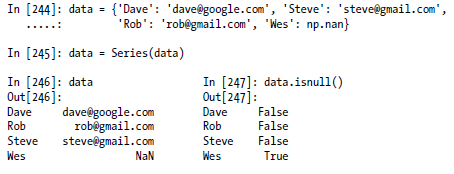 In [244]: data = {'Dave': 'dave@google.com', 'Steve': 'steve@gmail.com',
   .....:         'Rob': 'rob@gmail.com', 'Wes': np.nan}
In [245]: data = Series(data)
In [246]: data                In [247]: data.isnull()
Out[246]:                     Out[247]:
Dave     dave@google.com      Dave     False
Rob        rob@gmail.com      Rob      False
Steve    steve@gmail.com      Steve    False
Wes                  NaN      Wes       True